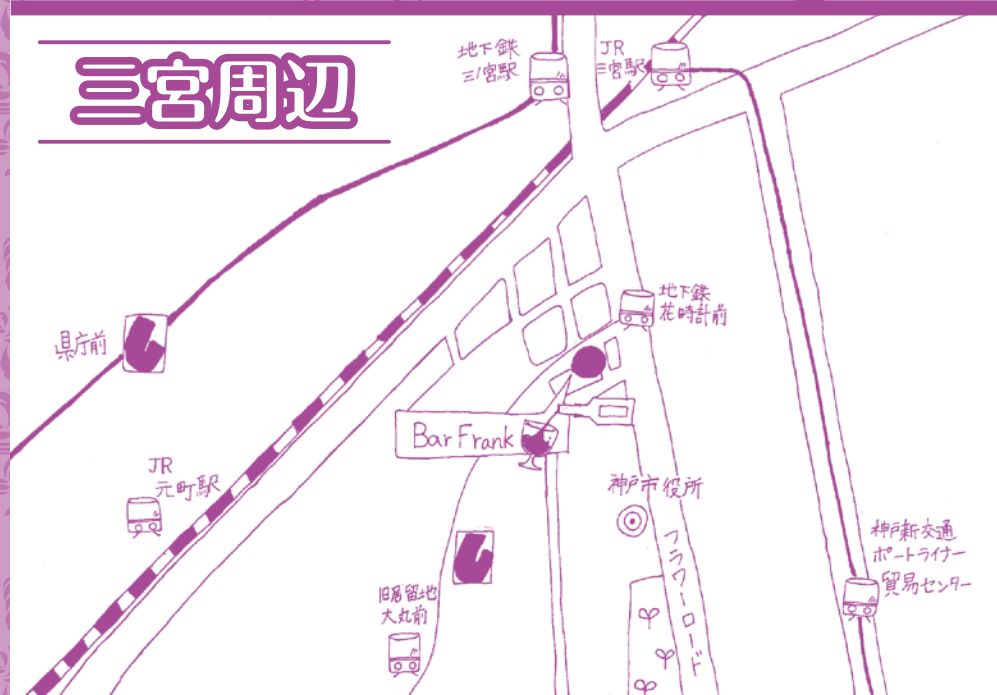 三宮周辺
地下鉄
三ノ宮駅
JR
三宮駅
地下鉄
花時計前
県庁前
Bar Frank
JR
元町駅
神戸市役所
フラワーロード
神戸新交通
ポートライナー
貿易センター
旧居留地
大丸前